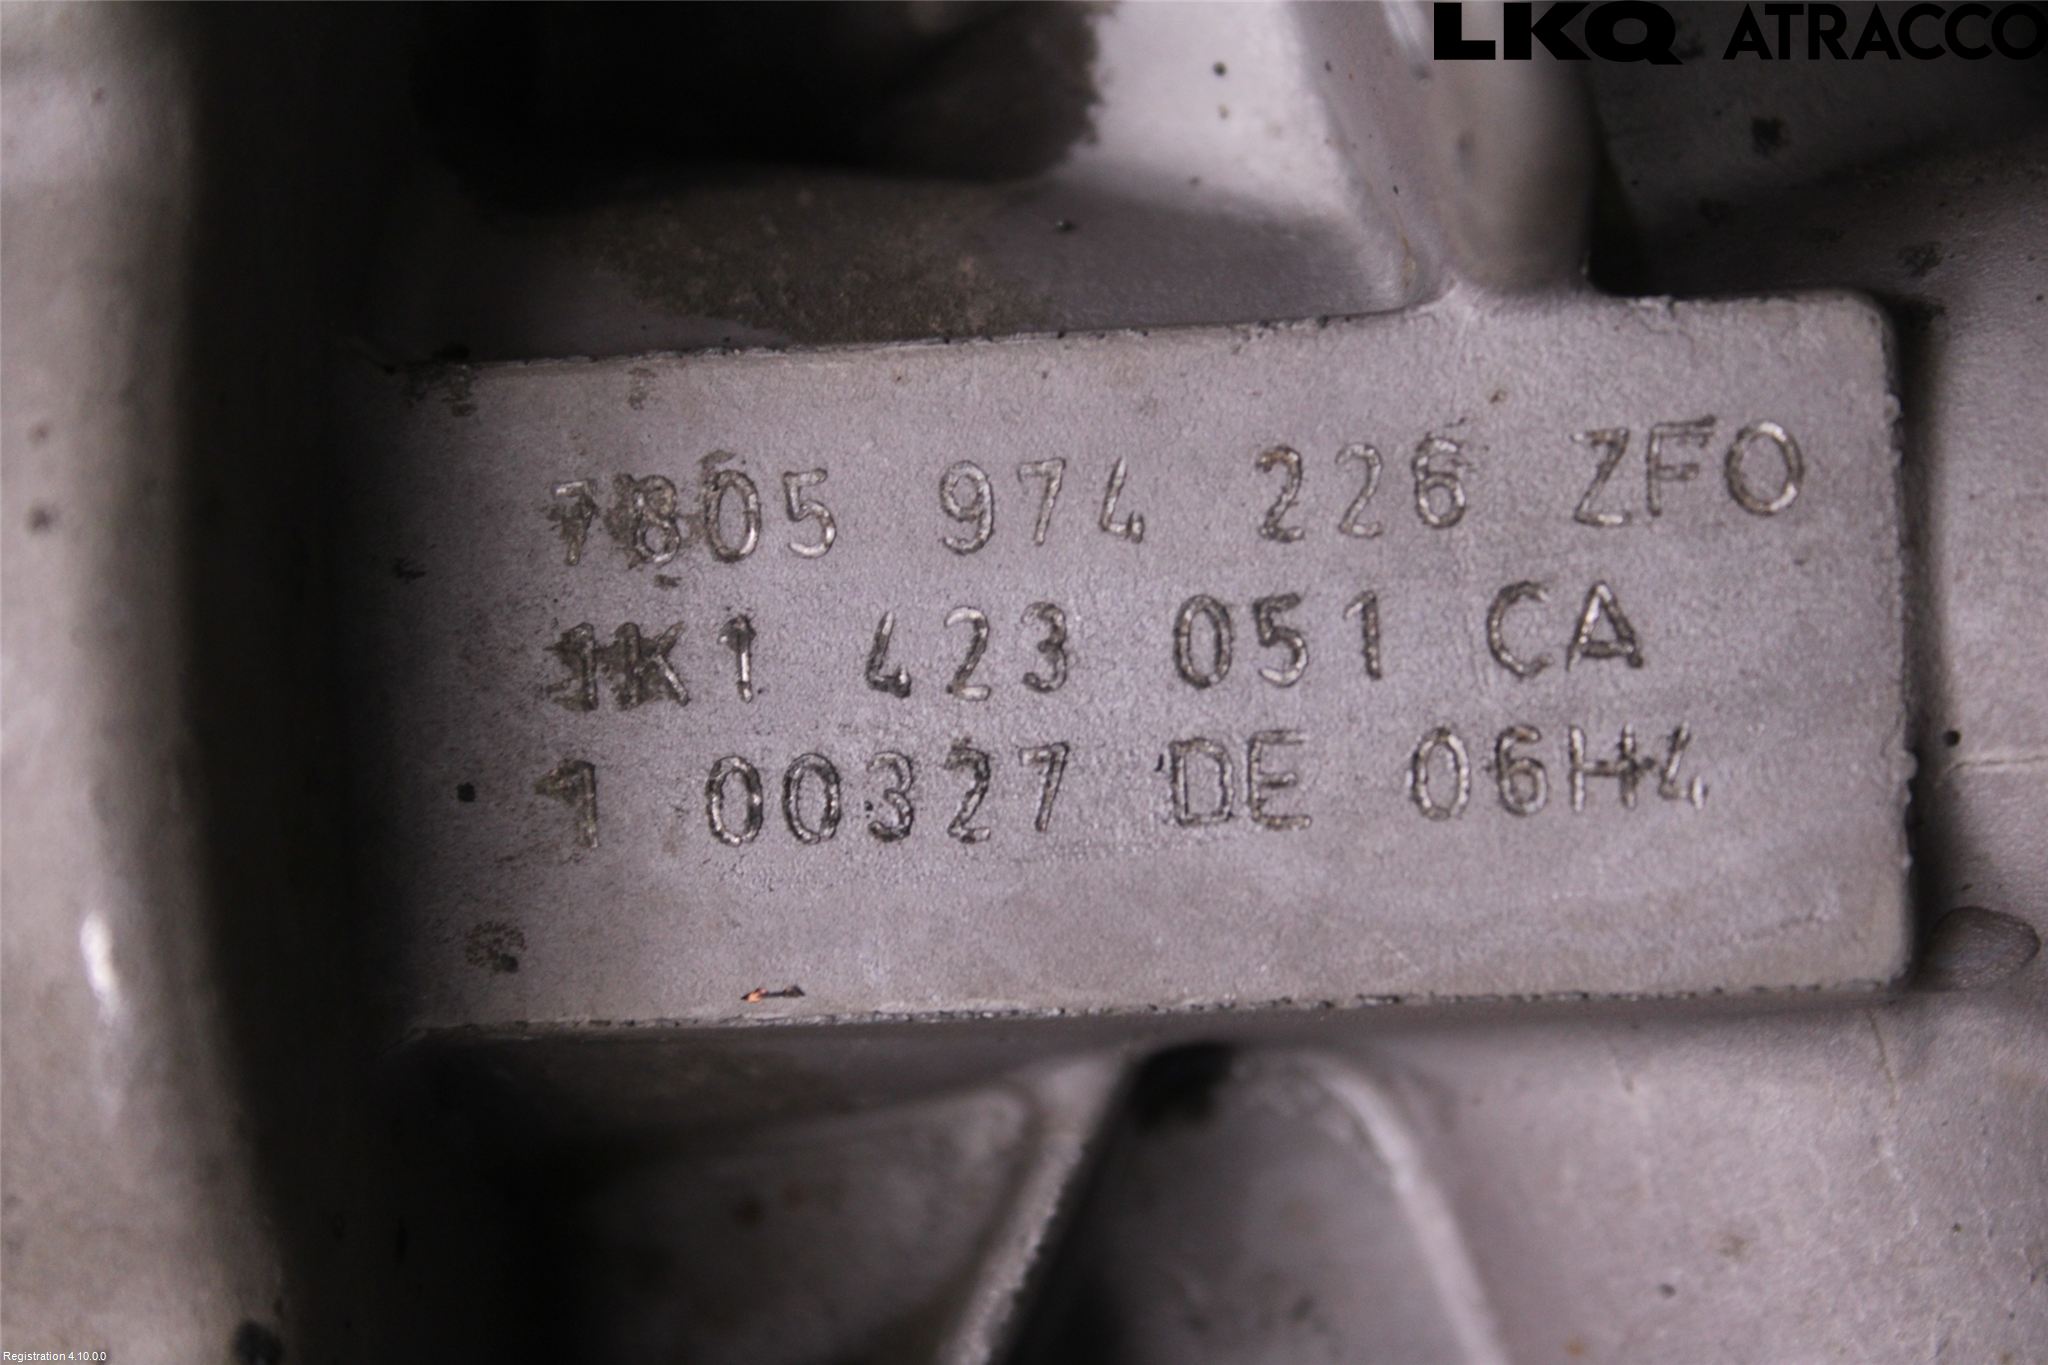 LKQ ATRACCO
7805 974 226 ZFO
1K1 423 051 CA
1 00327 DE 06H4
Registration 4.10.0.0